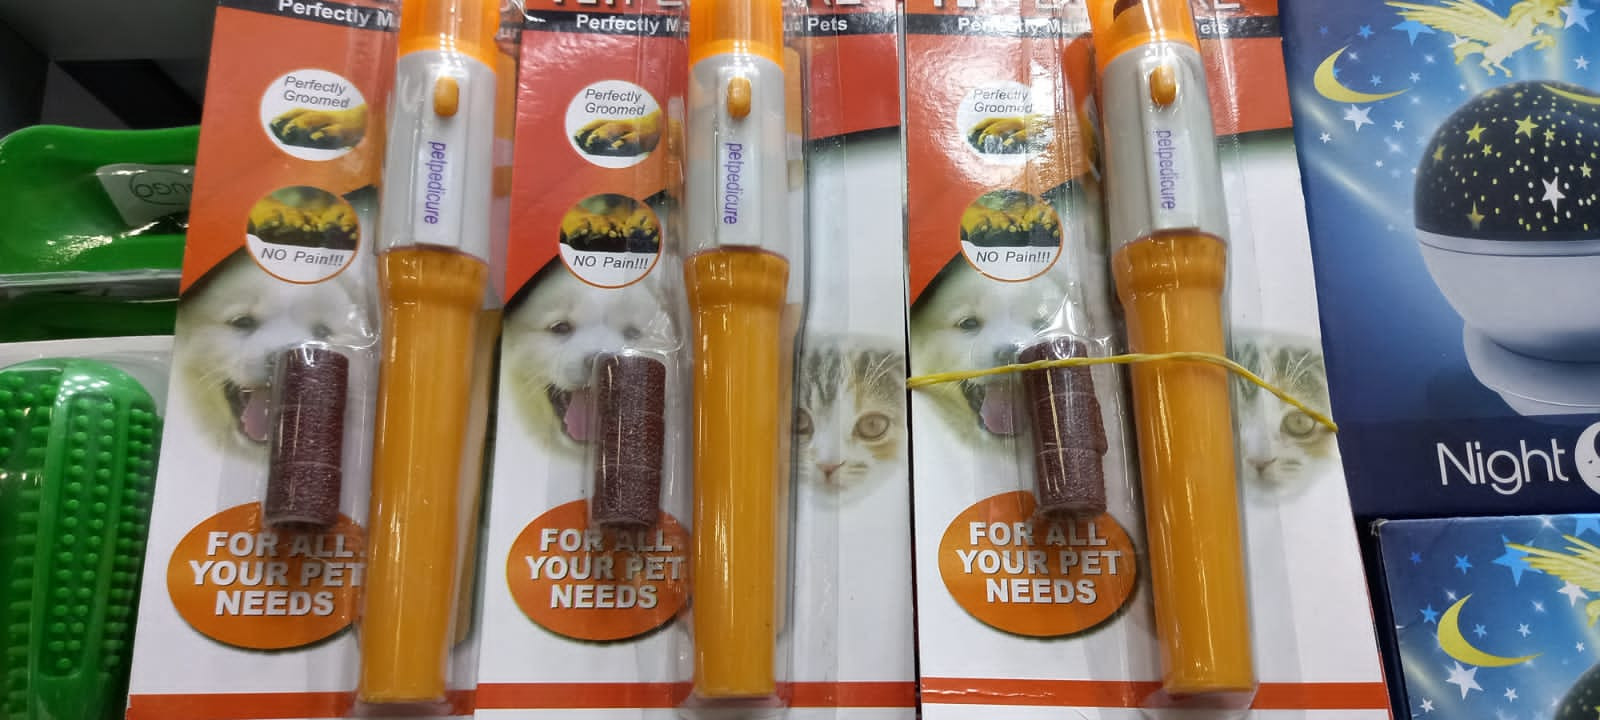 Perfectly
Groomed
NO Pain!!!
petpedicure
FOR ALL
YOUR PET
NEEDS
Perfectly
Pets
Perfectly
Groomed
NO Pain!!!
petpedicure
FOR ALL
YOUR PET
NEEDS
Perfectly
Perfectly
Groomed
NO Pain!!!
petpedicure
FOR ALL
YOUR PET
NEEDS
Night